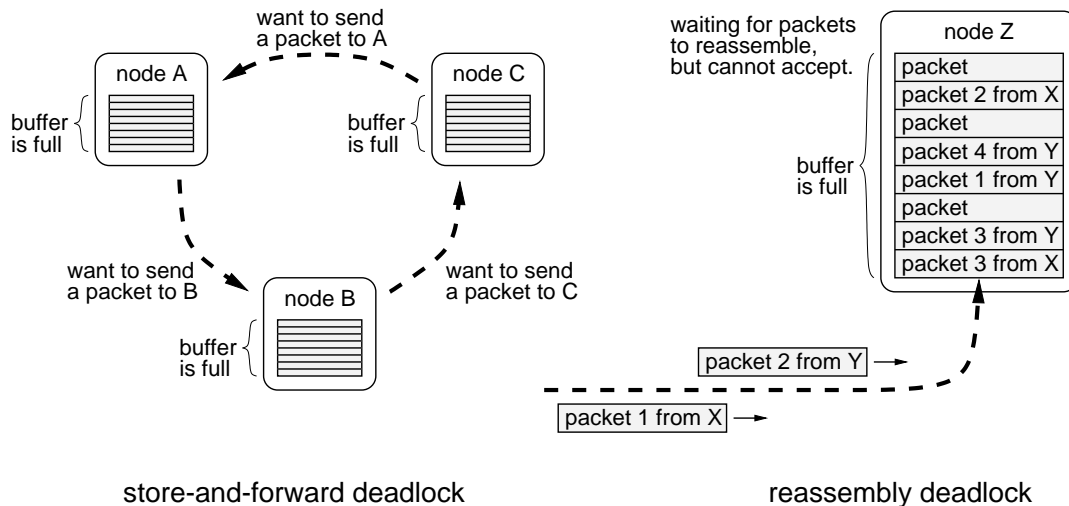 want to send
a packet to A
node A
buffer
is full
node C
buffer
is full
want to send
a packet to B
want to send
a packet to C
node B
buffer
is full
store-and-forward deadlock
waiting for packets
to reassemble,
but cannot accept.
node Z
buffer
is full
packet
packet 2 from X
packet
packet 4 from Y
packet 1 from Y
packet
packet 3 from Y
packet 3 from X
packet 2 from Y
packet 1 from X
reassembly deadlock